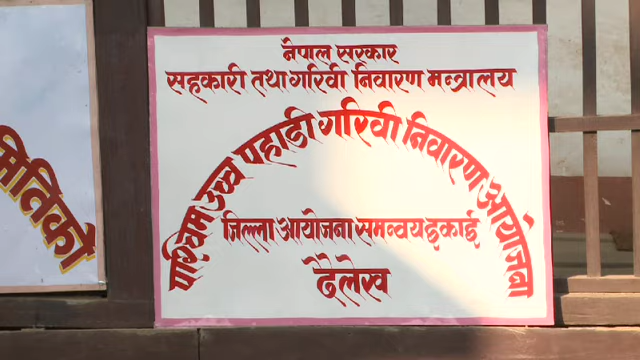 नेपाल सरकार
सहकारी तथा गरिवी निवारण मन्त्रालय
पश्चिम उच्च पहाडी गरिवी निवारण आयोजना
जिल्ला आयोजना समन्वय इकाई
दैलेख
मितिको